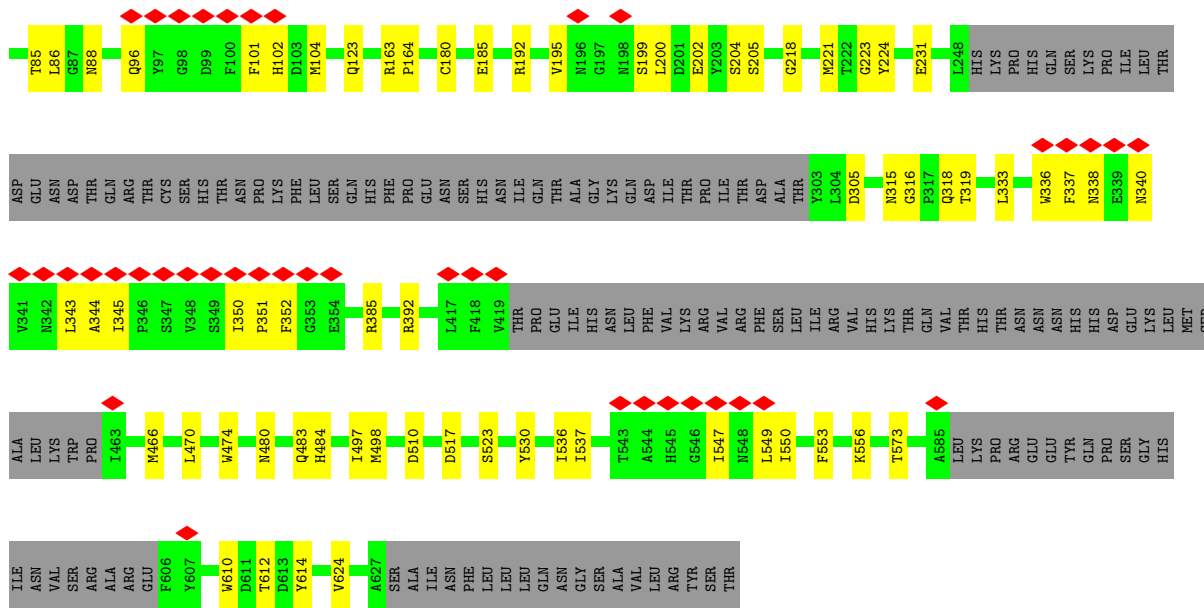 T85 L86 G87 N88 Q96 Y97 G98 D99 F100 F101 H102 D103 M104 Q123 R163 P164 C180 E185 R192 V195 N196 G197 N198 S199 L200 D201 E202 Y203 S204 S205 G218 M221 T222 G223 Y224 E231 L248 HIS LYS PRO HIS GLN SER LYS PRO ILE LEU THR
ASP GLU ASN ASP THR GLN ARG THR CYS SER HIS THR ASN PRO LYS PHE LEU SER GLN HIS PHE PRO GLU ASN SER HIS ASN ILE GLN THR ALA GLY LYS GLN ASP ILE THR PRO ILE THR ASP ALA THR Y303 L304 D305 N315 G316 P317 Q318 T319 L333 W336 F337 N338 E339 N340
V341 N342 L343 A344 I345 P346 S347 V348 S349 I350 P351 F352 G353 E354 R385 R392 L417 F418 V419 THR PRO GLU ILE HIS ASN LEU PHE VAL LYS ARG VAL ARG PHE SER LEU ILE ARG VAL HIS LYS THR GLN VAL THR HIS THR ASN ASN ASN HIS HIS ASP GLU LYS LEU MET SER
ALA LEU LYS TRP PRO I463 M466 L470 W474 N480 Q483 H484 I497 M498 D510 D517 S523 Y530 I536 I537 T543 A544 H545 G546 I547 N548 L549 I550 F553 K556 T573 A585 LEU LYS PRO ARG GLU GLU TYR GLN PRO SER GLY HIS
ILE ASN VAL SER ARG ALA ARG GLU F606 Y607 W610 D611 T612 D613 Y614 V624 A627 SER ALA ILE ASN PHE LEU LEU LEU GLN ASN GLY SER ALA VAL LEU ARG TYR SER THR